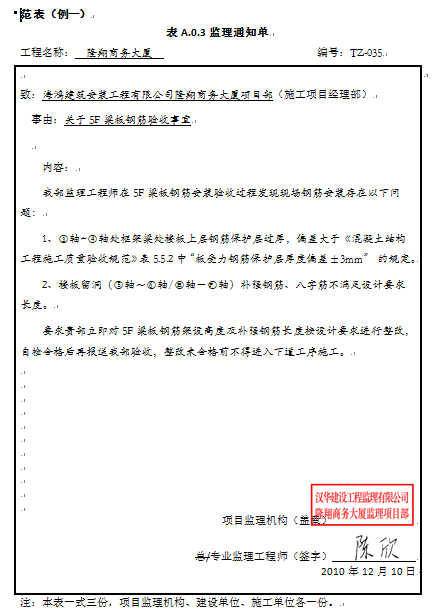 范表（例一）
表 A.0.3 监理通知单
工程名称： 隆翔商务大厦 编号：TZ-035
致：海鸿建筑安装工程有限公司隆翔商务大厦项目部（施工项目经理部）
事由：关于 5F 梁板钢筋验收事宜
内容：
我部监理工程师在 5F 梁板钢筋安装验收过程发现现场钢筋安装存在以下问
题：
1、①轴~④轴处框架梁处楼板上层钢筋保护层过厚，偏差大于《混凝土结构
工程施工质量验收规范》表 5.5.2 中“板受力钢筋保护层厚度偏差±3mm” 的规定。
2、楼板留洞（③轴~ 轴/ 轴－ 轴）补强钢筋、八字筋不满足设计要求
长度。
要求贵部立即对 5F 梁板钢筋架设高度及补强钢筋长度按设计要求进行整改，
自检合格后再报送我部验收，整改未合格前不得进入下道工序施工。
汉华建设工程监理有限公司
隆翔商务大厦监理项目部
项目监理机构（盖章）
总/专业监理工程师（签字） 陈欣
2010 年 12 月 10 日
注：本表一式三份，项目监理机构、建设单位、施工单位各一份。